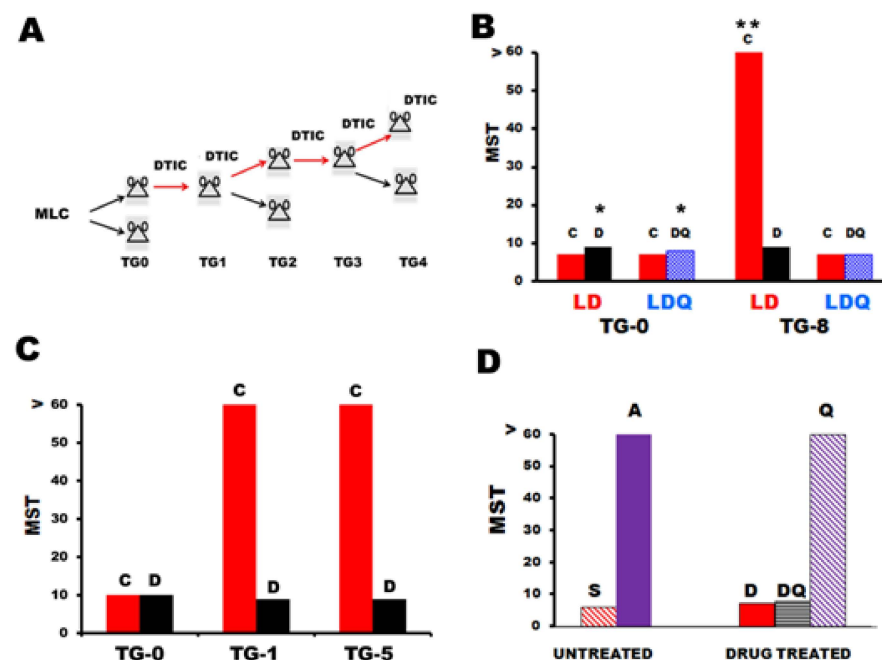 A
DTIC
DTIC
DTIC
DTIC
DTIC
MLC
TG0 TG1 TG2 TG3 TG4
B
**
C
> 60
50
40
30
20
10
0
MST
* *
C D C DQ D C DQ
LD LDQ LD LDQ
TG-0 TG-8
C
C C
> 60
50
40
30
20
10
0
MST
C D D D
TG-0 TG-1 TG-5
D
A Q
> 60
50
40
30
20
10
0
MST
S D DQ
UNTREATED DRUG TREATED